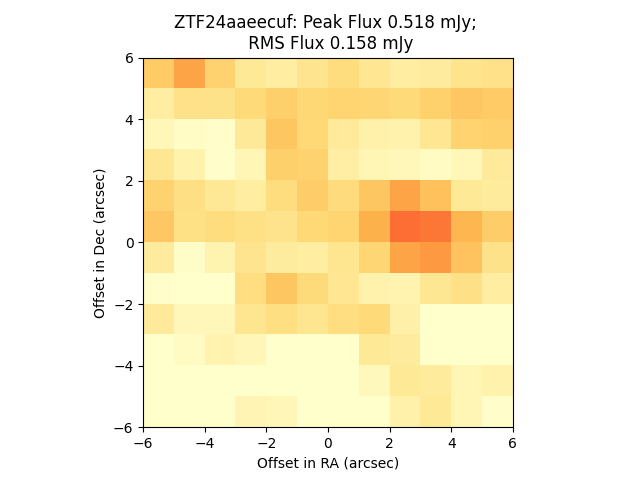 ZTF24aaeecuf: Peak Flux 0.518 mJy;
RMS Flux 0.158 mJy
6
4
2
0
−2
−4
−6
Offset in Dec (arcsec)
−6 −4 −2 0 2 4 6
Offset in RA (arcsec)